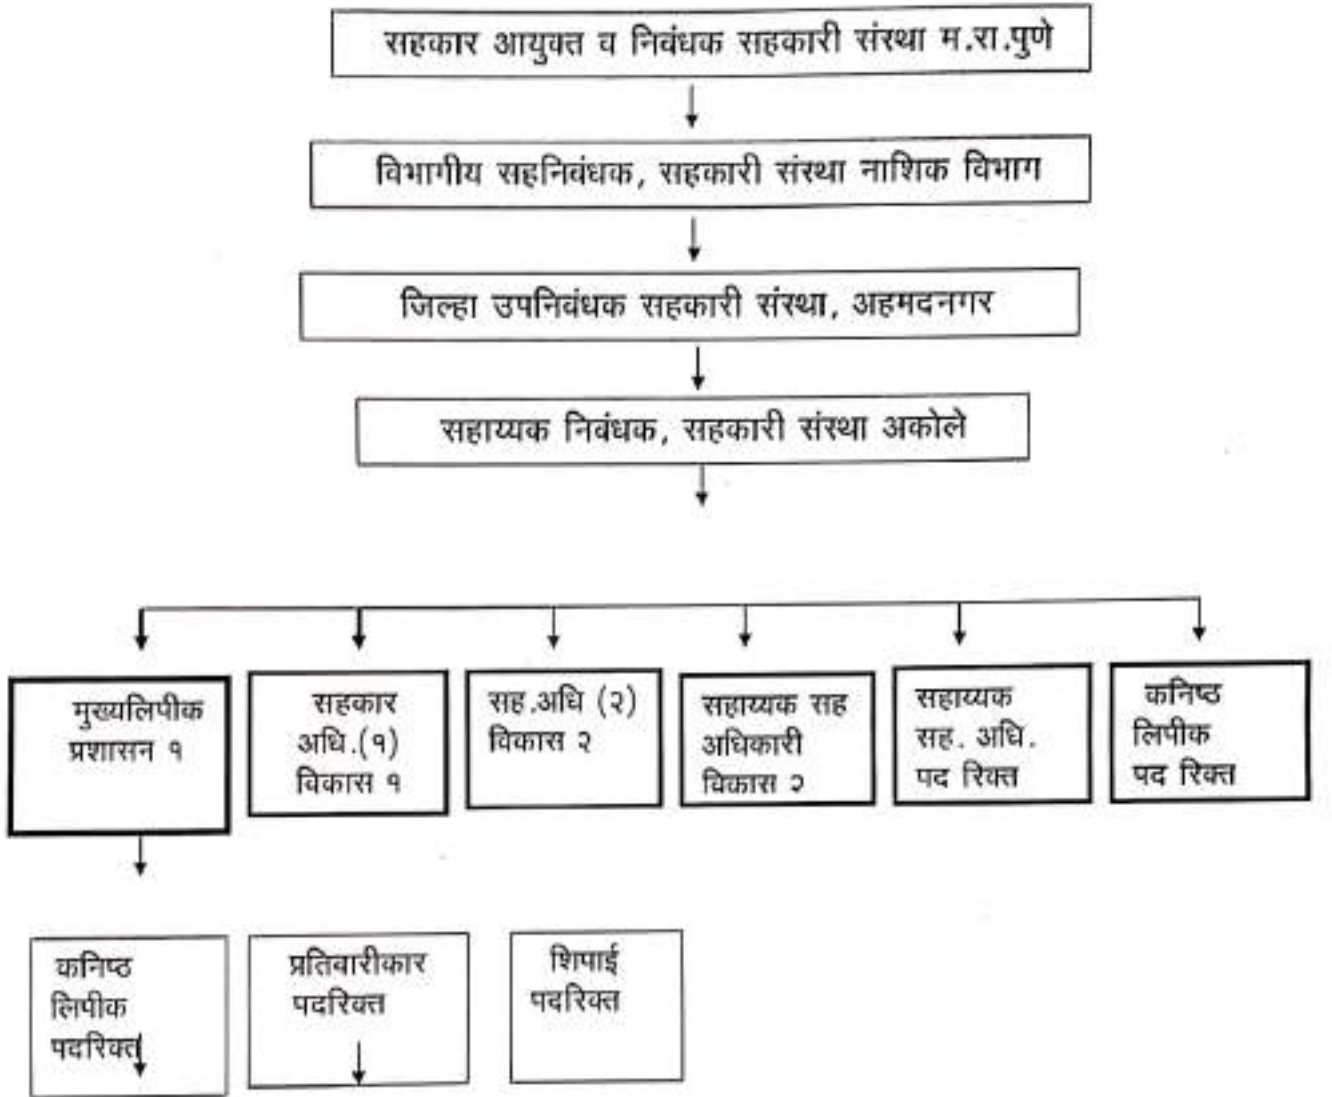 सहकार आयुक्त व निवंधक सहकारी संस्था म.रा.पुणे
विभागीय सहनिवंधक, सहकारी संस्था नाशिक विभाग
जिल्हा उपनिवंधक सहकारी संस्था, अहमदनगर
सहाय्यक निवंधक, सहकारी संस्था अकोले
मुख्यलिपीक
प्रशासन १
सहकार
अधि.(१)
विकास १
सह.अधि (२)
विकास २
सहाय्यक सह
अधिकारी
विकास २
सहाय्यक
सह. अधि.
पद रिक्त
कनिष्ठ
लिपीक
पद रिक्त
कनिष्ठ
लिपीक
पदरिक्त
प्रतिवारीकार
पदरिक्त
शिपाई
पदरिक्त